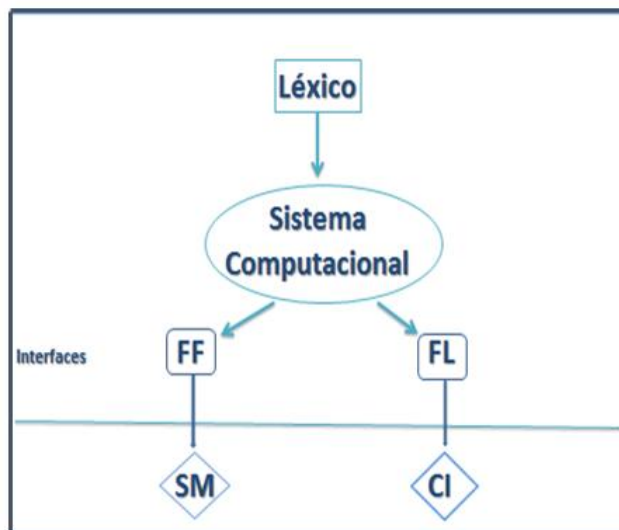 Léxico
Sistema
Computacional
Interfaces
FF
FL
SM
CI